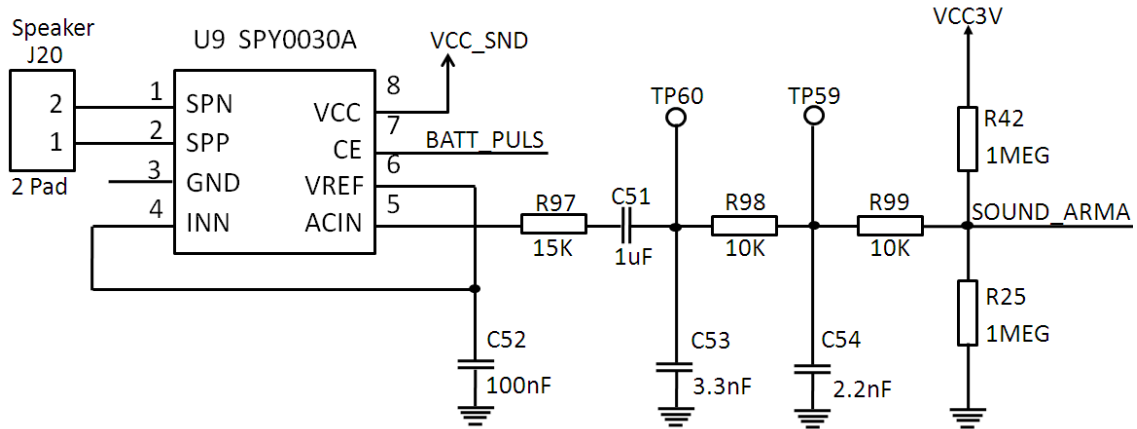 Speaker
J20
2
1
2 Pad
U9 SPY0030A
1
2
3
4
SPN
SPP
GND
INN
VCC
CE
VREF
ACIN
8
7
6
5
VCC_SND
BATT_PULS
R97
15K
C51
1uF
C52
100nF
TP60
R98
10K
C53
3.3nF
TP59
R99
10K
C54
2.2nF
VCC3V
R42
1MEG
SOUND_ARMA
R25
1MEG